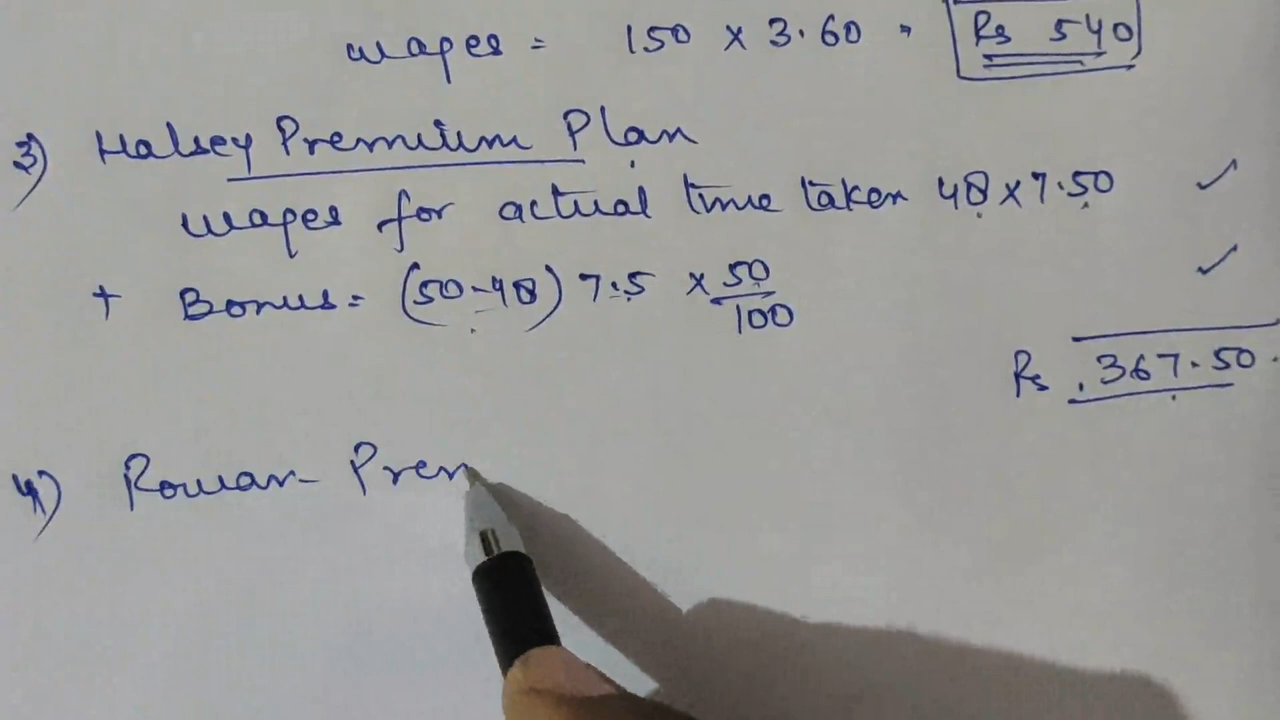 wages = 150 x 3.60 = Rs 540
3) Halsey Premium Plan
wages for actual time taken 48 x 7.50 ✓
+ Bonus = (50-48) 7.5 x 50/100 ✓
Rs. 367.50.
4) Rowan- Prem